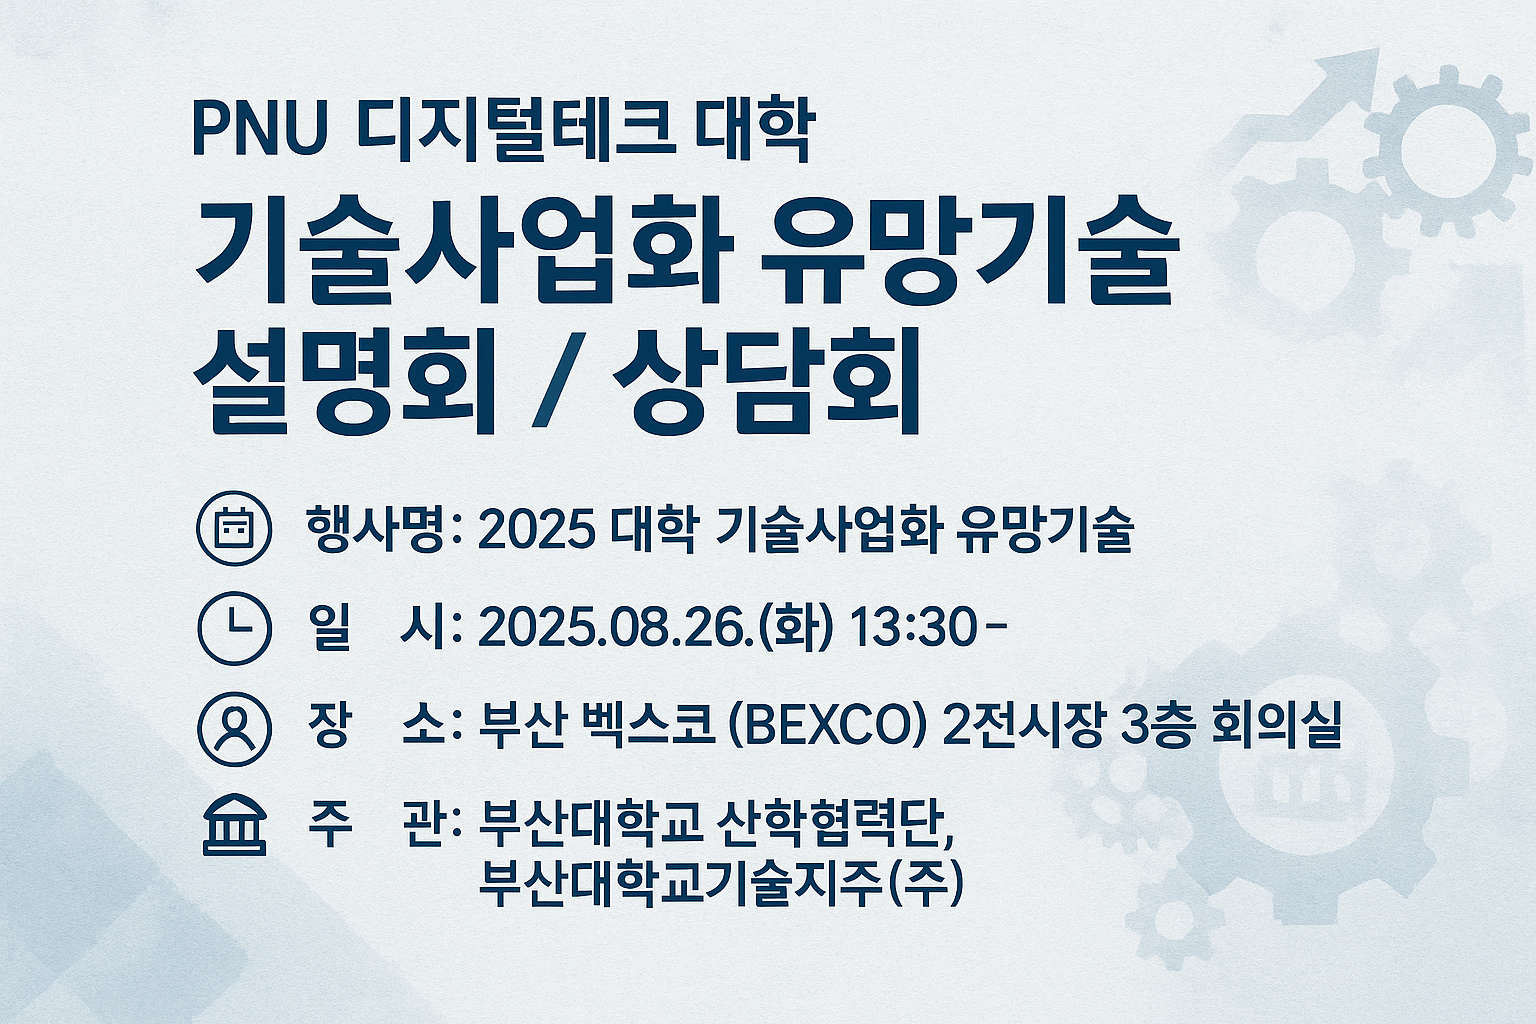 PNU 디지털테크 대학
기술사업화 유망기술
설명회 / 상담회
행사명: 2025 대학 기술사업화 유망기술
일 시: 2025.08.26.(화) 13:30–
장 소: 부산 벡스코 (BEXCO) 2전시장 3층 회의실
주 관: 부산대학교 산학협력단,
부산대학교기술지주(주)